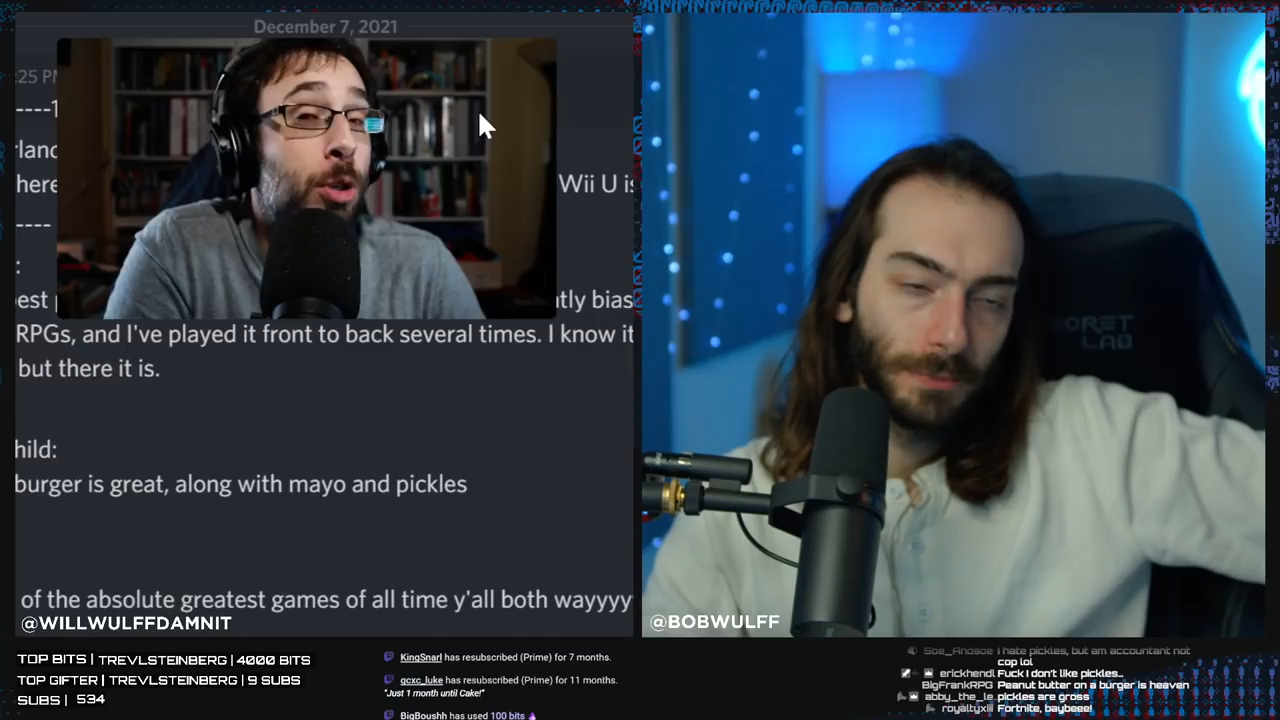 December 7, 2021
:25 PM
----1
rland
here
Wii U is
----
:
best
ntly bias
RPGs, and I've played it front to back several times. I know it
but there it is.
hild:
burger is great, along with mayo and pickles
of the absolute greatest games of all time y'all both wayyyy
@WILLWULFFDAMNIT
SECRET
LAB
@BOBWULFF
TOP BITS | TREVLSTEINBERG | 4000 BITS
TOP GIFTER | TREVLSTEINBERG | 9 SUBS
SUBS | 534
KingSnarl has resubscribed (Prime) for 7 months.
gcxc_luke has resubscribed (Prime) for 11 months.
"Just 1 month until Cake!"
BigBoushh has used 100 bits
Soe_Andsoe I hate pickles, but am accountant not
cop lol
erickhendl Fuck I don't like pickles...
BigFrankRPG Peanut butter on a burger is heaven
abby_the_le pickles are gross
royaltyxiii Fortnite, baybeee!